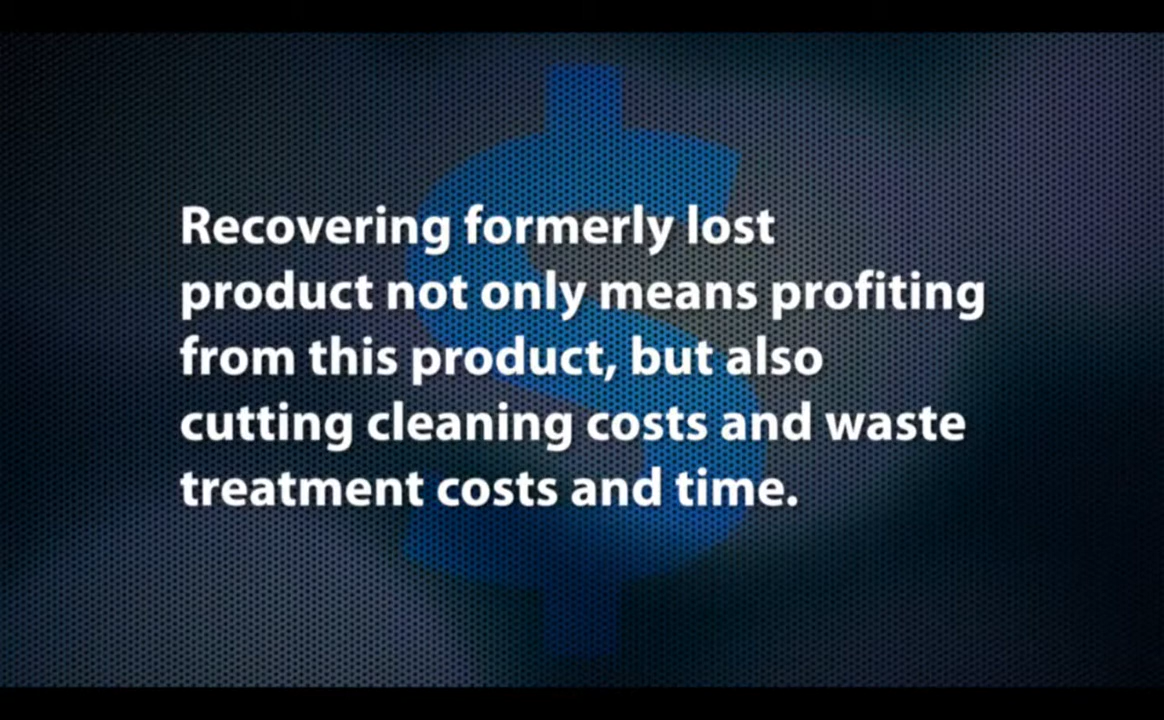 Recovering formerly lost
product not only means profiting
from this product, but also
cutting cleaning costs and waste
treatment costs and time.